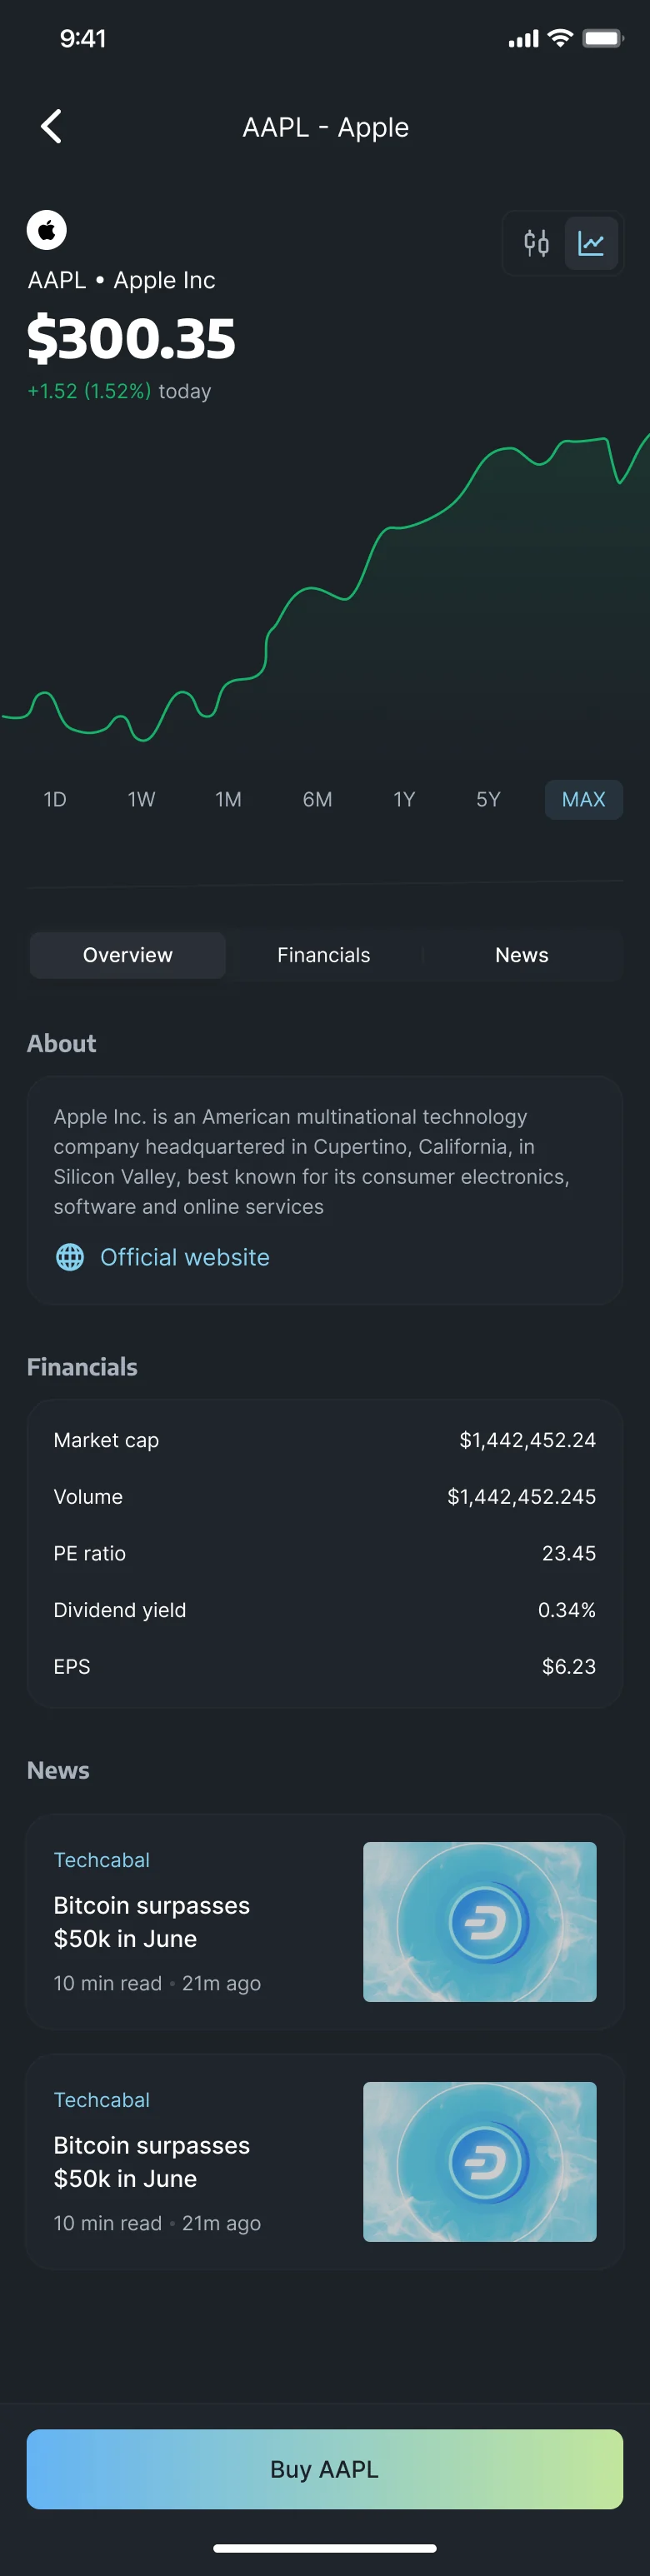 9:41
AAPL - Apple
AAPL • Apple Inc
$300.35
+1.52 (1.52%) today
1D 1W 1M 6M 1Y 5Y MAX
Overview Financials News
About
Apple Inc. is an American multinational technology
company headquartered in Cupertino, California, in
Silicon Valley, best known for its consumer electronics,
software and online services
Official website
Financials
Market cap $1,442,452.24
Volume $1,442,452.245
PE ratio 23.45
Dividend yield 0.34%
EPS $6.23
News
Techcabal
Bitcoin surpasses
$50k in June
10 min read • 21m ago
Techcabal
Bitcoin surpasses
$50k in June
10 min read • 21m ago
Buy AAPL